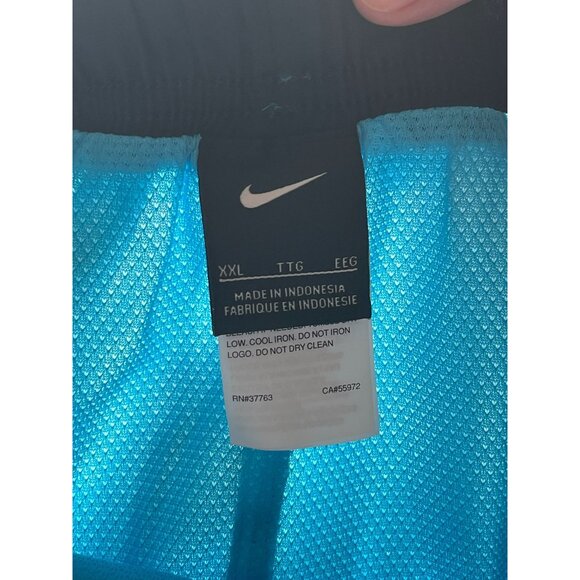 XXL TTG EEG
MADE IN INDONESIA
FABRIQUE EN INDONESIE
LOW. COOL IRON. DO NOT IRON
LOGO. DO NOT DRY CLEAN
RN#37763 CA#55972